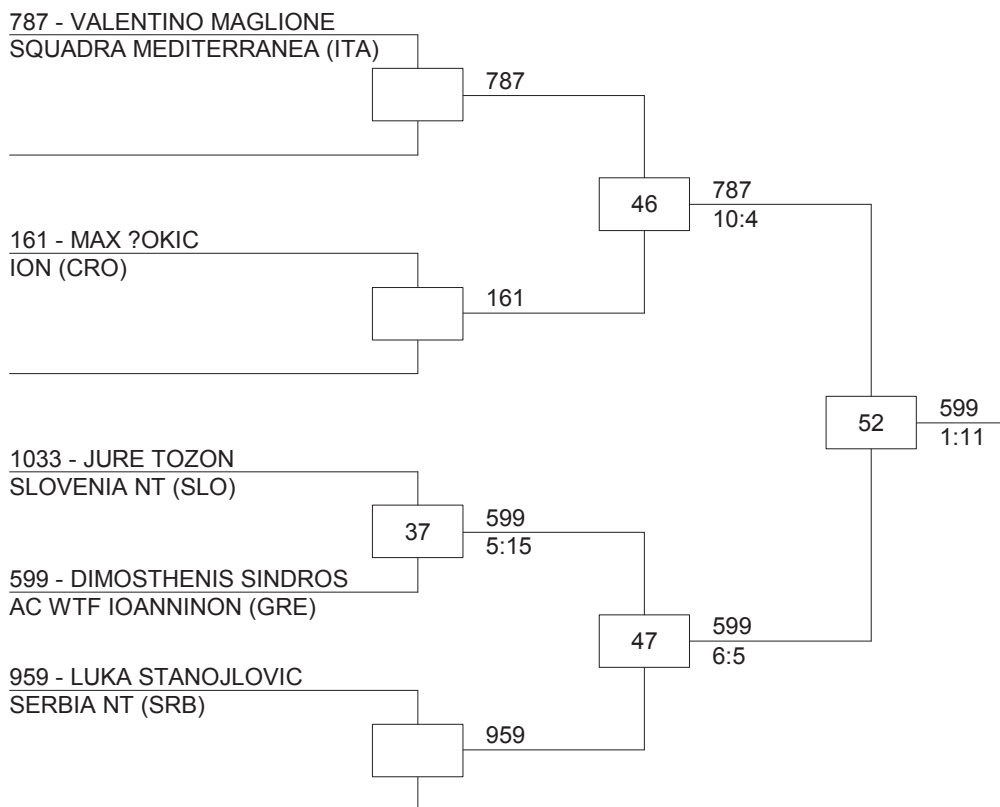 787 - VALENTINO MAGLIONE
SQUADRA MEDITERRANEA (ITA)
787
46
787
10:4
161 - MAX ?OKIC
ION (CRO)
161
52
599
1:11
1033 - JURE TOZON
SLOVENIA NT (SLO)
37
599
5:15
599 - DIMOSTHENIS SINDROS
AC WTF IOANNINON (GRE)
47
599
6:5
959 - LUKA STANOJLOVIC
SERBIA NT (SRB)
959